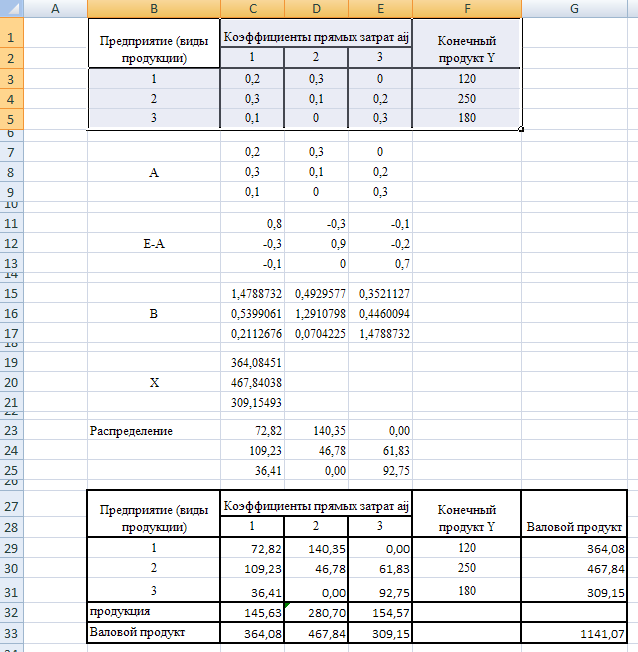 A B C D E F G
1 Предприятие (виды Коэффициенты прямых затрат aij Конечный
2 продукции) 1 2 3 продукт Y
3 1 0,2 0,3 0 120
4 2 0,3 0,1 0,2 250
5 3 0,1 0 0,3 180
6
7 0,2 0,3 0
8 A 0,3 0,1 0,2
9 0,1 0 0,3
10
11 0,8 -0,3 -0,1
12 E-A -0,3 0,9 -0,2
13 -0,1 0 0,7
14
15 1,4788732 0,4929577 0,3521127
16 B 0,5399061 1,2910798 0,4460094
17 0,2112676 0,0704225 1,4788732
18
19 364,08451
20 X 467,84038
21 309,15493
22
23 Распределение 72,82 140,35 0,00
24 109,23 46,78 61,83
25 36,41 0,00 92,75
26
27 Предприятие (виды Коэффициенты прямых затрат aij Конечный
28 продукции) 1 2 3 продукт Y Валовой продукт
29 1 72,82 140,35 0,00 120 364,08
30 2 109,23 46,78 61,83 250 467,84
31 3 36,41 0,00 92,75 180 309,15
32 продукция 145,63 280,70 154,57
33 Валовой продукт 364,08 467,84 309,15 1141,07